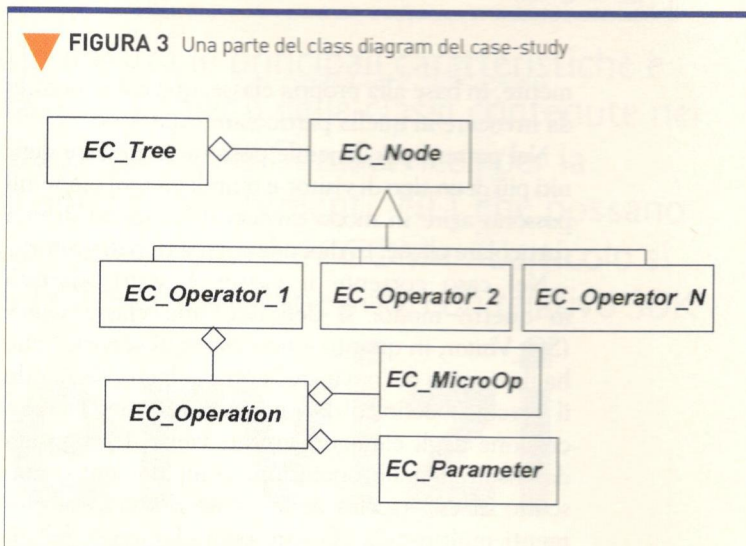 FIGURA 3 Una parte del class diagram del case-study
EC_Tree
EC_Node
EC_Operator_1
EC_Operator_2
EC_Operator_N
EC_MicroOp
EC_Operation
EC_Parameter